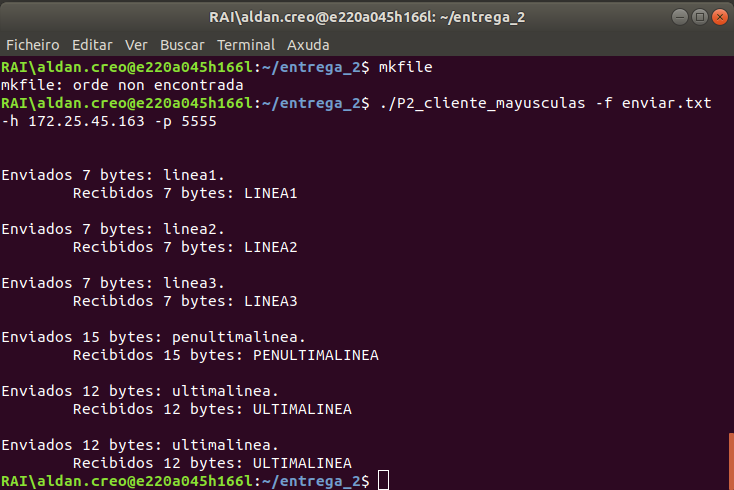 RAI\aldan.creo@e220a045h166l: ~/entrega_2
Ficheiro Editar Ver Buscar Terminal Axuda
RAI\aldan.creo@e220a045h166l:~/entrega_2$ mkfile
mkfile: orde non encontrada
RAI\aldan.creo@e220a045h166l:~/entrega_2$ ./P2_cliente_mayusculas -f enviar.txt
-h 172.25.45.163 -p 5555
Enviados 7 bytes: linea1.
Recibidos 7 bytes: LINEA1
Enviados 7 bytes: linea2.
Recibidos 7 bytes: LINEA2
Enviados 7 bytes: linea3.
Recibidos 7 bytes: LINEA3
Enviados 15 bytes: penultimalinea.
Recibidos 15 bytes: PENULTIMALINEA
Enviados 12 bytes: ultimalinea.
Recibidos 12 bytes: ULTIMALINEA
Enviados 12 bytes: ultimalinea.
Recibidos 12 bytes: ULTIMALINEA
RAI\aldan.creo@e220a045h166l:~/entrega_2$